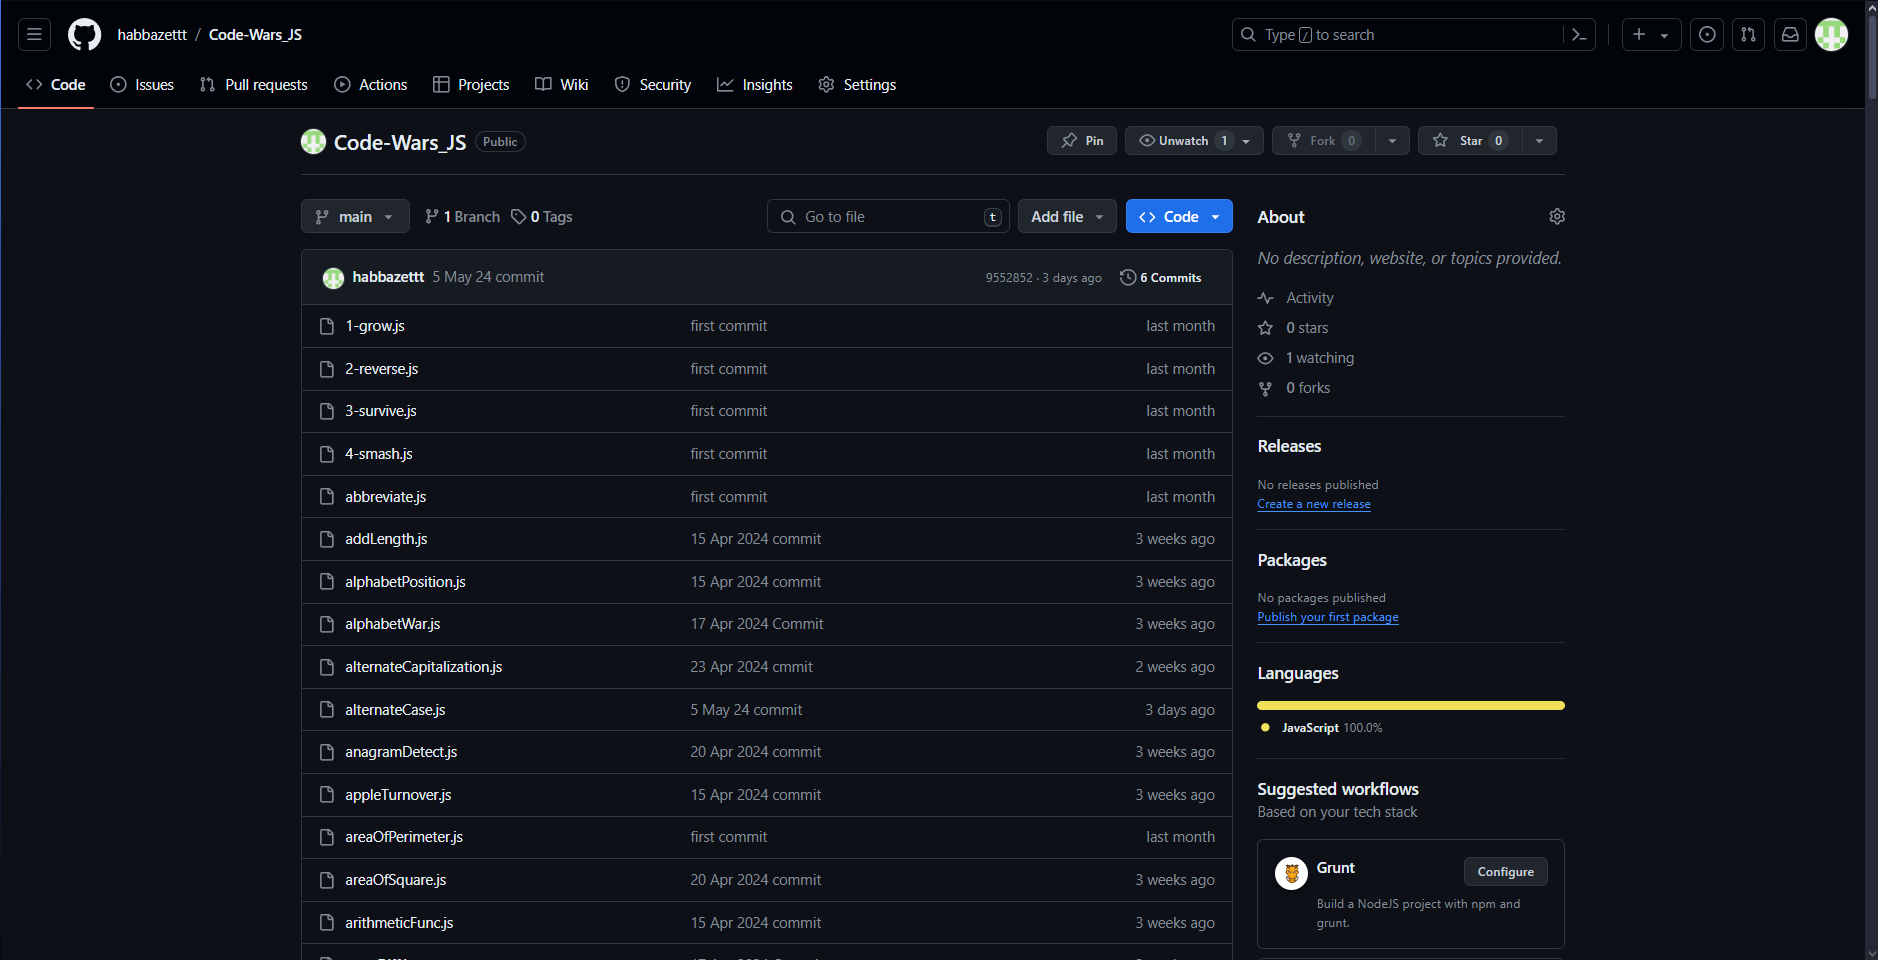 habbazettt / Code-Wars_JS
Type / to search
Code Issues Pull requests Actions Projects Wiki Security Insights Settings
Code-Wars_JS Public
Pin Unwatch 1 Fork 0 Star 0
main 1 Branch 0 Tags
Go to file t Add file Code
habbazettt 5 May 24 commit 9552852 · 3 days ago 6 Commits
1-grow.js first commit last month
2-reverse.js first commit last month
3-survive.js first commit last month
4-smash.js first commit last month
abbreviate.js first commit last month
addLength.js 15 Apr 2024 commit 3 weeks ago
alphabetPosition.js 15 Apr 2024 commit 3 weeks ago
alphabetWar.js 17 Apr 2024 Commit 3 weeks ago
alternateCapitalization.js 23 Apr 2024 cmmit 2 weeks ago
alternateCase.js 5 May 24 commit 3 days ago
anagramDetect.js 20 Apr 2024 commit 3 weeks ago
appleTurnover.js 15 Apr 2024 commit 3 weeks ago
areaOfPerimeter.js first commit last month
areaOfSquare.js 20 Apr 2024 commit 3 weeks ago
arithmeticFunc.js 15 Apr 2024 commit 3 weeks ago
About
No description, website, or topics provided.
Activity
0 stars
1 watching
0 forks
Releases
No releases published
Create a new release
Packages
No packages published
Publish your first package
Languages
JavaScript 100.0%
Suggested workflows
Based on your tech stack
Grunt
Configure
Build a NodeJS project with npm and
grunt.